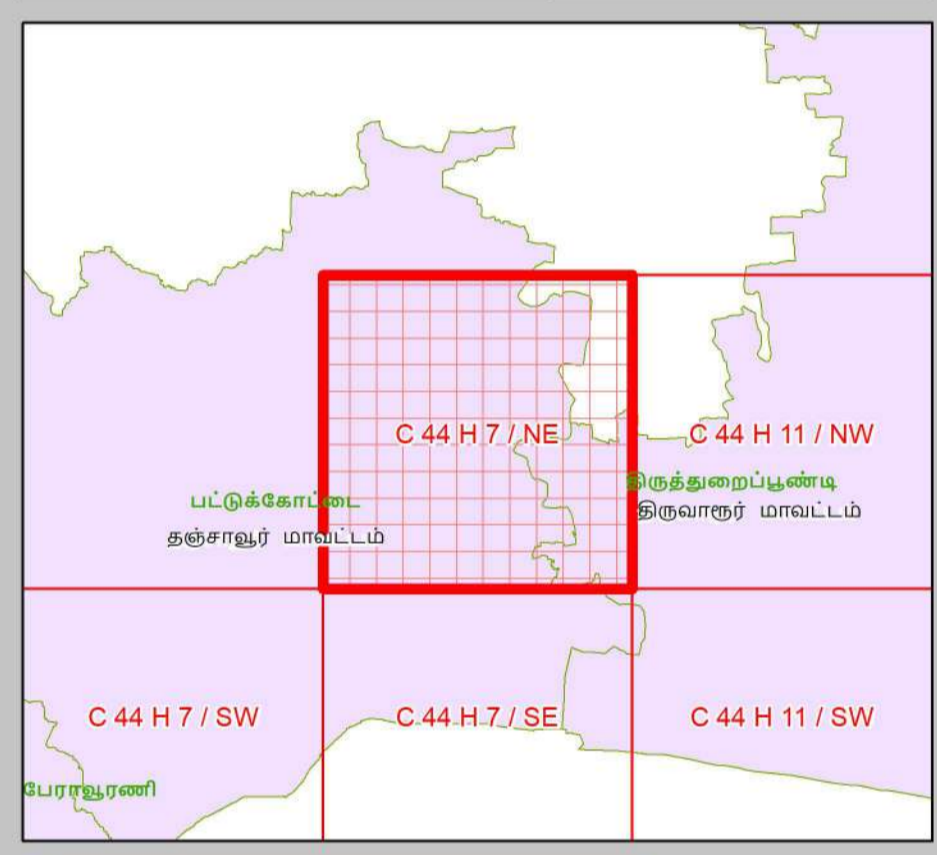 C 44 H 7 / NE
C 44 H 11 / NW
திருத்துறைப்பூண்டி
பட்டுக்கோட்டை
திருவாரூர் மாவட்டம்
தஞ்சாவூர் மாவட்டம்
C 44 H 7 / SW
C 44 H 7 / SE
C 44 H 11 / SW
பேராவூரணி